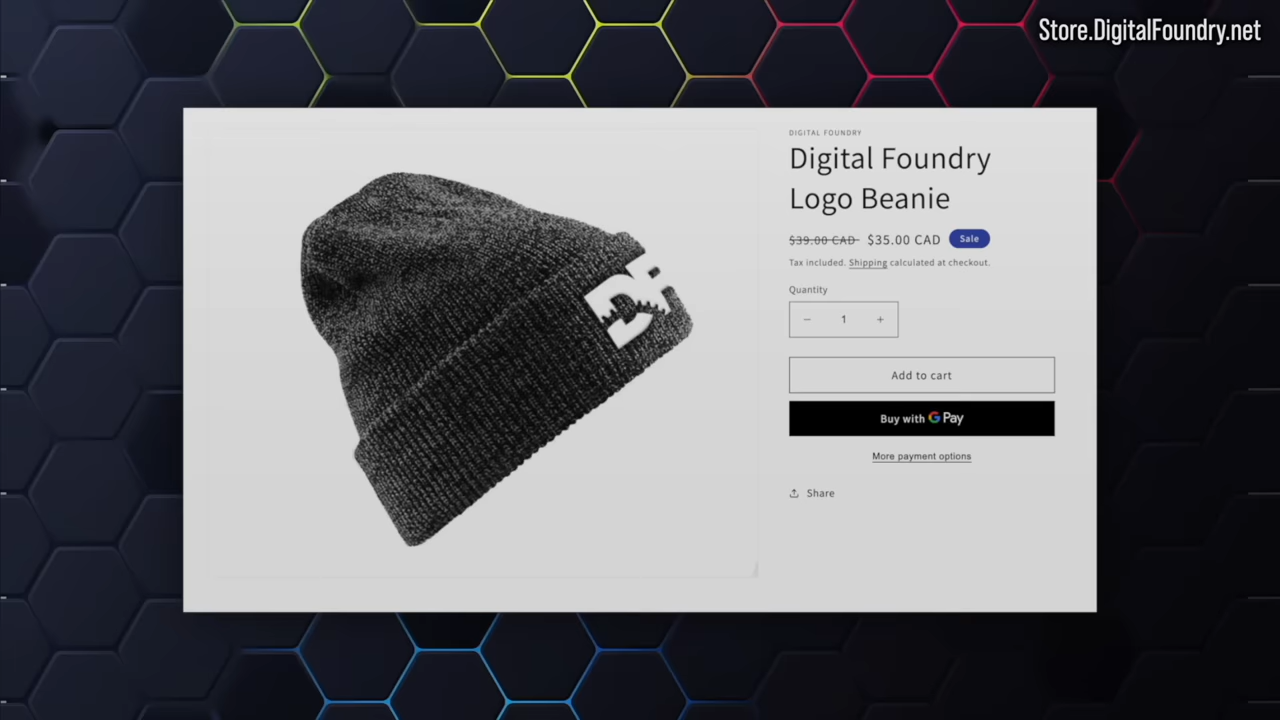 Store.DigitalFoundry.net
DIGITAL FOUNDRY
Digital Foundry
Logo Beanie
$39.00 CAD $35.00 CAD Sale
Tax included. Shipping calculated at checkout.
Quantity
− 1 +
Add to cart
Buy with G Pay
More payment options
Share
DF